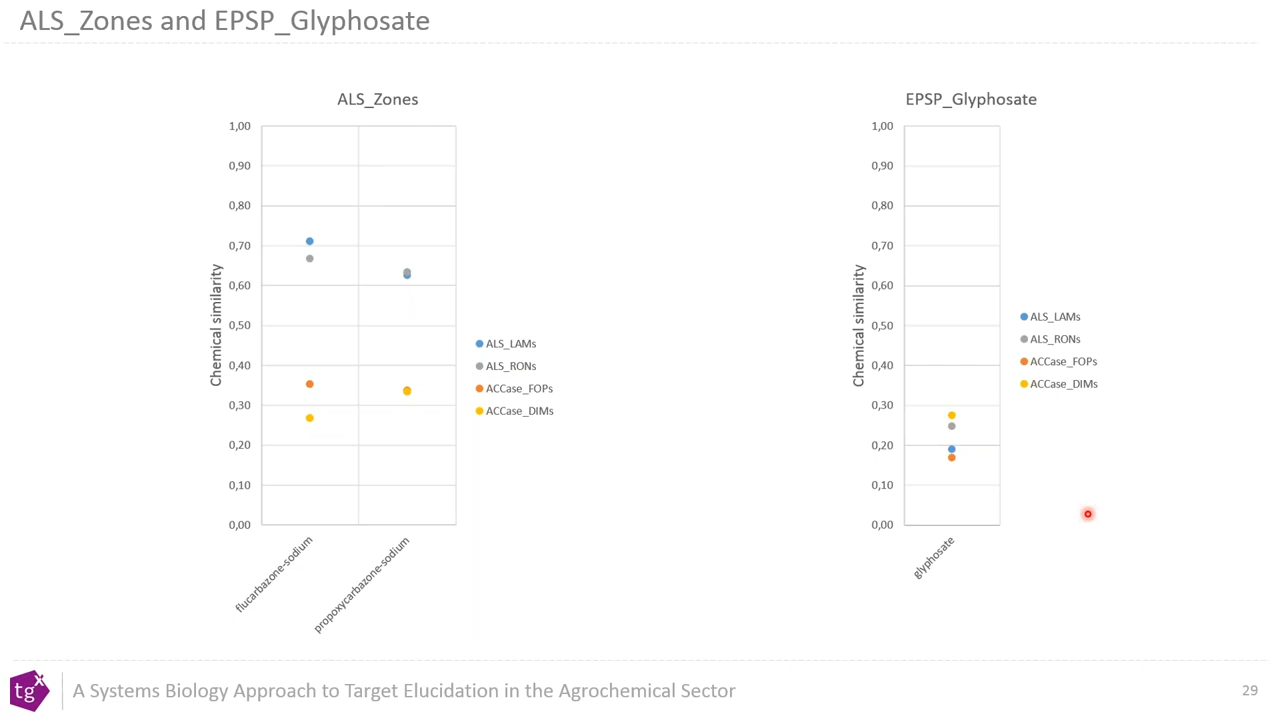 ALS_Zones and EPSP_Glyphosate
ALS_Zones
1,00
0,90
0,80
0,70
0,60
0,50
0,40
0,30
0,20
0,10
0,00
Chemical similarity
flucarbazone-sodium
propoxycarbazone-sodium
ALS_LAMs
ALS_RONs
ACCase_FOPs
ACCase_DIMs
EPSP_Glyphosate
1,00
0,90
0,80
0,70
0,60
0,50
0,40
0,30
0,20
0,10
0,00
Chemical similarity
glyphosate
ALS_LAMs
ALS_RONs
ACCase_FOPs
ACCase_DIMs
tgx
A Systems Biology Approach to Target Elucidation in the Agrochemical Sector
29